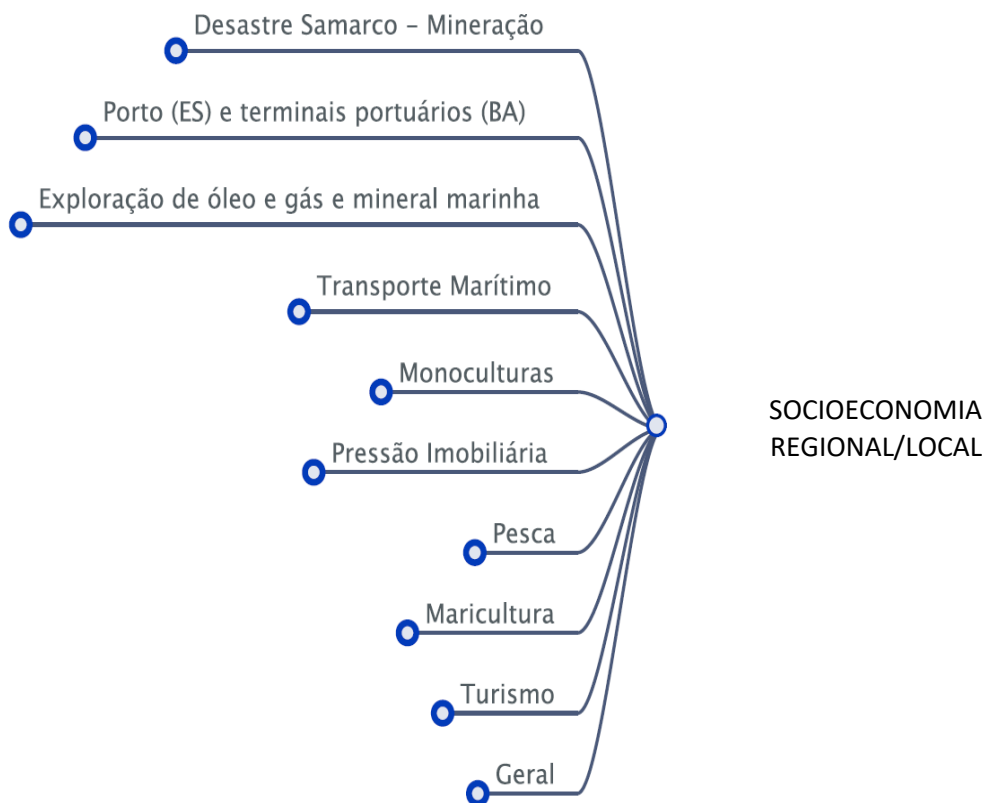 Desastre Samarco – Mineração
Porto (ES) e terminais portuários (BA)
Exploração de óleo e gás e mineral marinha
Transporte Marítimo
Monoculturas
Pressão Imobiliária
Pesca
Maricultura
Turismo
Geral
SOCIOECONOMIA
REGIONAL/LOCAL